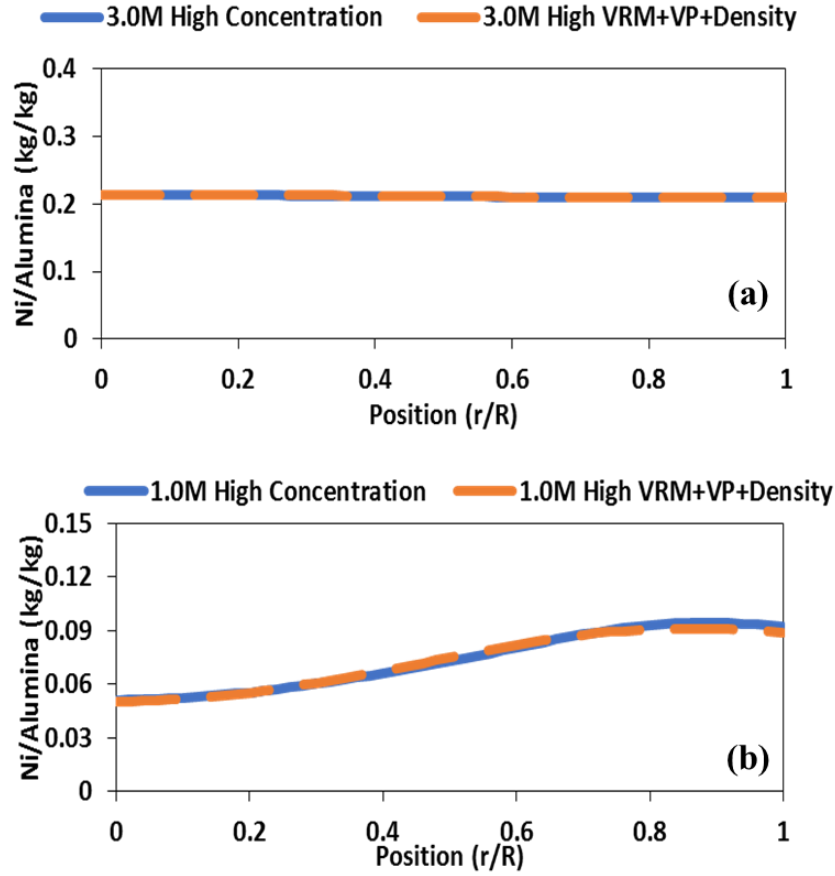 3.0M High Concentration 3.0M High VRM+VP+Density
0.4
0.3
0.2
0.1
0
Ni/Alumina (kg/kg)
(a)
0 0.2 0.4 0.6 0.8 1
Position (r/R)
1.0M High Concentration 1.0M High VRM+VP+Density
0.15
0.12
0.09
0.06
0.03
0
Ni/Alumina (kg/kg)
(b)
0 0.2 0.4 0.6 0.8 1
Position (r/R)